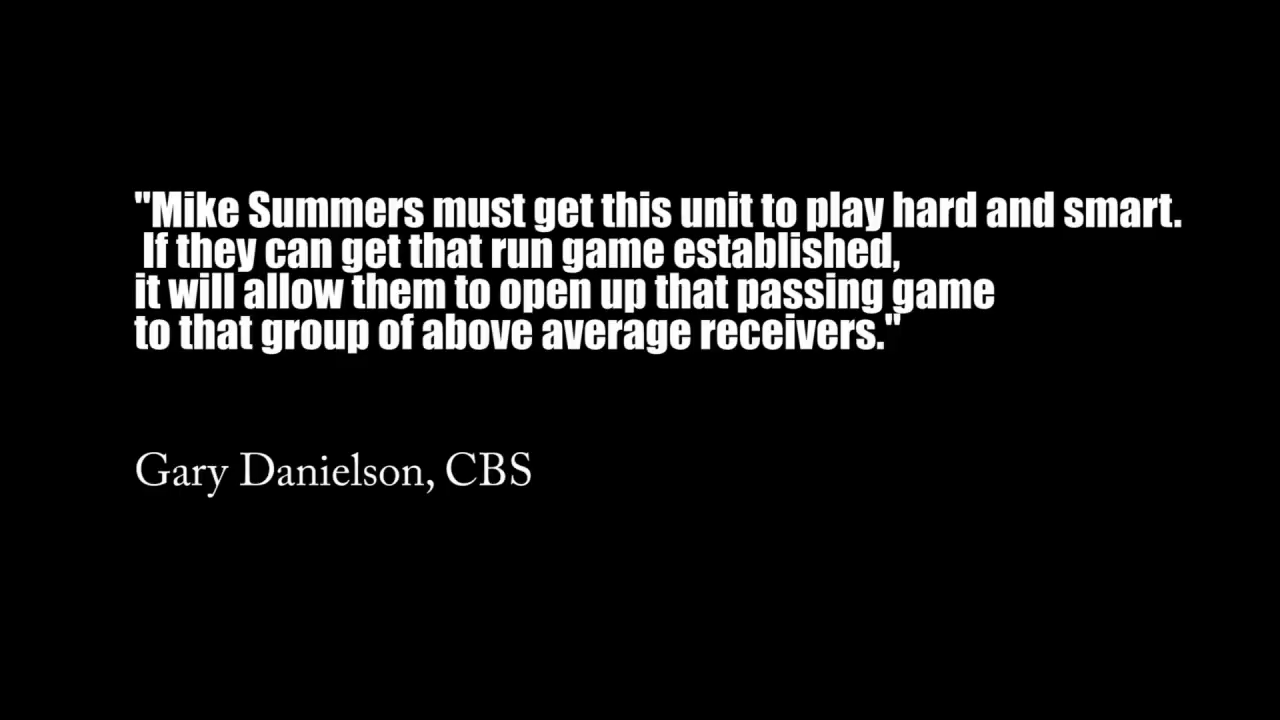 "Mike Summers must get this unit to play hard and smart.
If they can get that run game established,
it will allow them to open up that passing game
to that group of above average receivers."
Gary Danielson, CBS